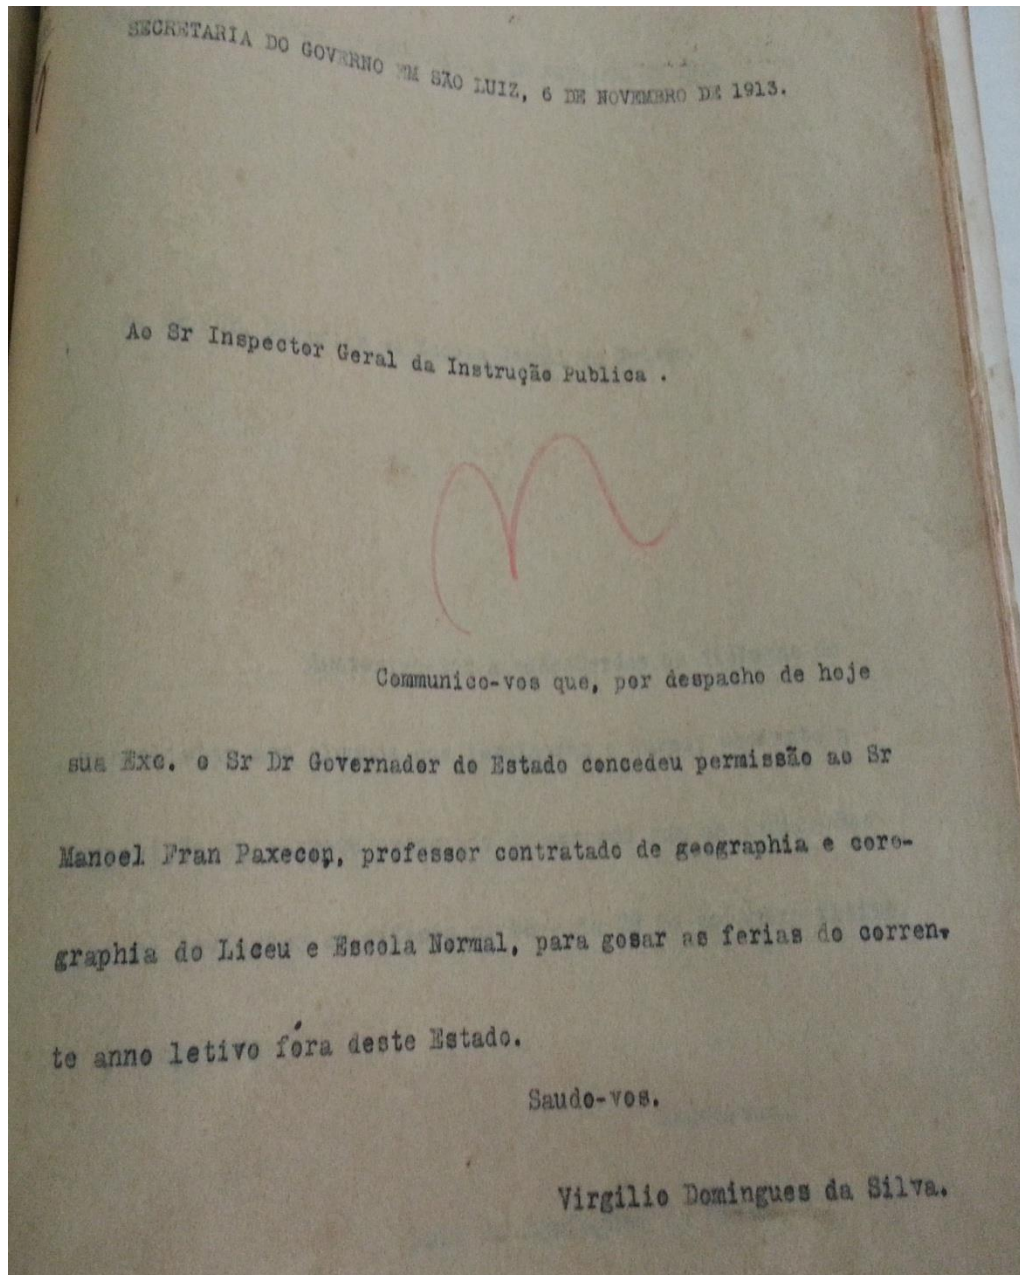 SECRETARIA DO GOVERNO EM SÃO LUIZ, 6 DE NOVEMBRO DE 1913.
Ao Sr Inspector Geral da Instrução Publica .
Communico-vos que, por despacho de hoje
sua Exc. o Sr Dr Governador do Estado concedeu permissão ao Sr
Manoel Fran Paxecop, professor contratado de geographia e coro-
graphia do Liceu e Escola Normal, para gosar as ferias do corren-
te anno letivo fóra deste Estado.
Saudo-vos.
Virgilio Domingues da Silva.